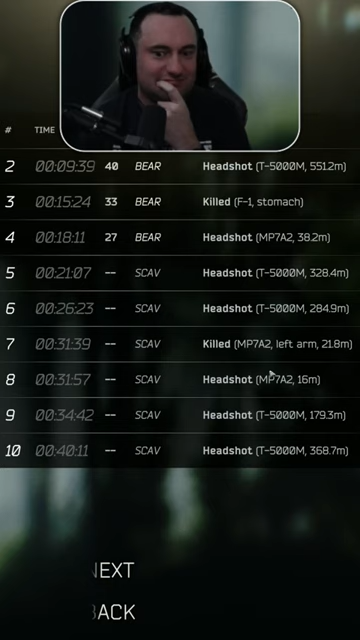 # TIME
2 00:09:39 40 BEAR Headshot (T-5000M, 551.2m)
3 00:15:24 33 BEAR Killed (F-1, stomach)
4 00:18:11 27 BEAR Headshot (MP7A2, 38.2m)
5 00:21:07 -- SCAV Headshot (T-5000M, 328.4m)
6 00:26:23 -- SCAV Headshot (T-5000M, 284.9m)
7 00:31:39 -- SCAV Killed (MP7A2, left arm, 21.8m)
8 00:31:57 -- SCAV Headshot (MP7A2, 16m)
9 00:34:42 -- SCAV Headshot (T-5000M, 179.3m)
10 00:40:11 -- SCAV Headshot (T-5000M, 368.7m)
NEXT
BACK